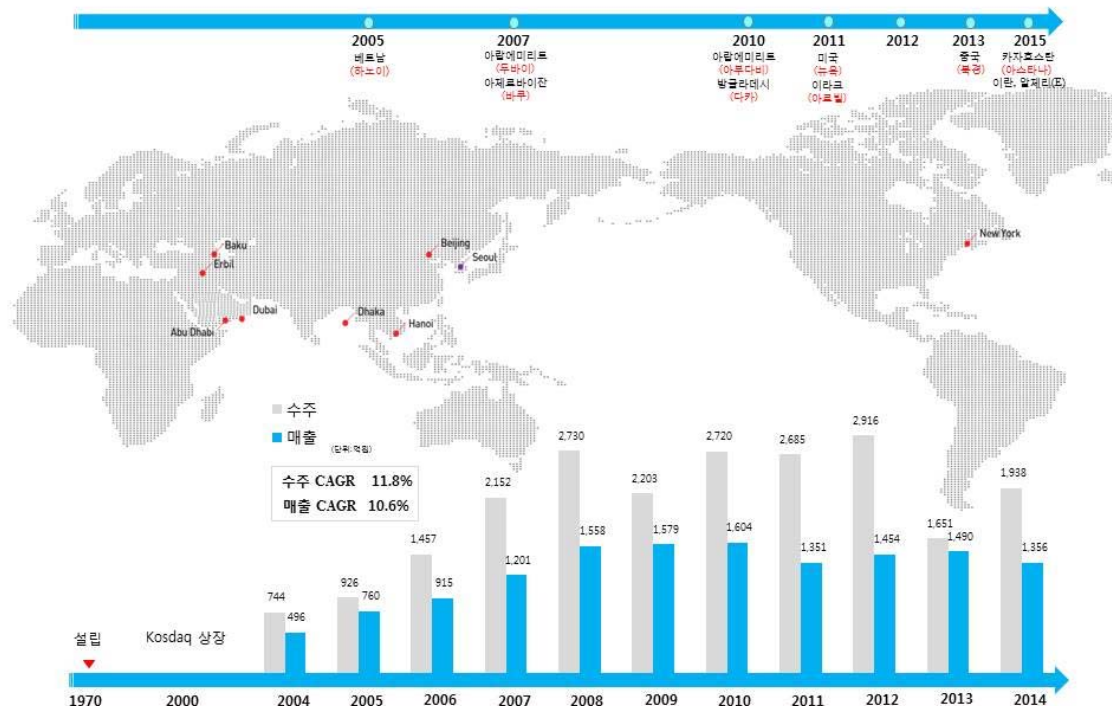 2005
베트남
(하노이)
2007
아랍에미리트
(두바이)
아제르바이잔
(바쿠)
2010
아랍에미리트
(아부다비)
방글라데시
(다카)
2011
미국
(뉴욕)
이라크
(아르빌)
2012
2013
중국
(북경)
2015
카자흐스탄
(아스타나)
이란, 알제리(E)
Baku
Erbil
Abu Dhabi
Dubai
Dhaka
Hanoi
Beijing
Seoul
New York
수주
매출
(단위:억원)
수주 CAGR 11.8%
매출 CAGR 10.6%
744
496
926
760
1,457
915
2,152
1,201
2,730
1,558
2,203
1,579
2,720
1,604
2,685
1,351
2,916
1,454
1,651
1,490
1,938
1,356
설립
Kosdaq 상장
1970
2000
2004
2005
2006
2007
2008
2009
2010
2011
2012
2013
2014